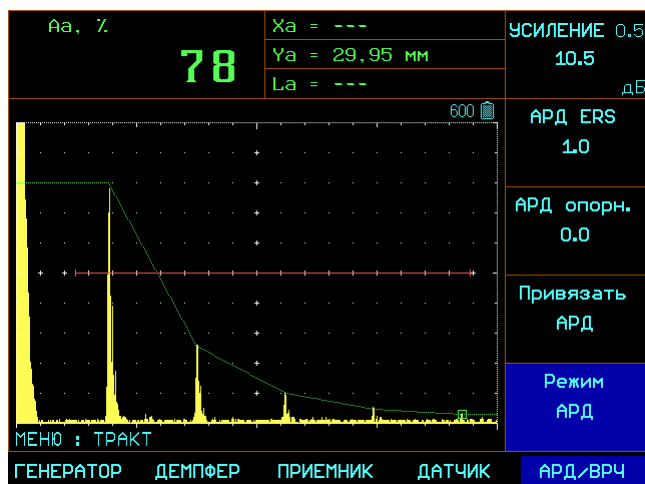 Aa, %
78
Xa = ---
Ya = 29,95 мм
La = ---
УСИЛЕНИЕ 0.5
10.5
дБ
600
АРД ERS
1.0
АРД опорн.
0.0
Привязать
АРД
Режим
АРД
МЕНЮ : ТРАКТ
ГЕНЕРАТОР ДЕМПФЕР ПРИЕМНИК ДАТЧИК АРД/ВРЧ